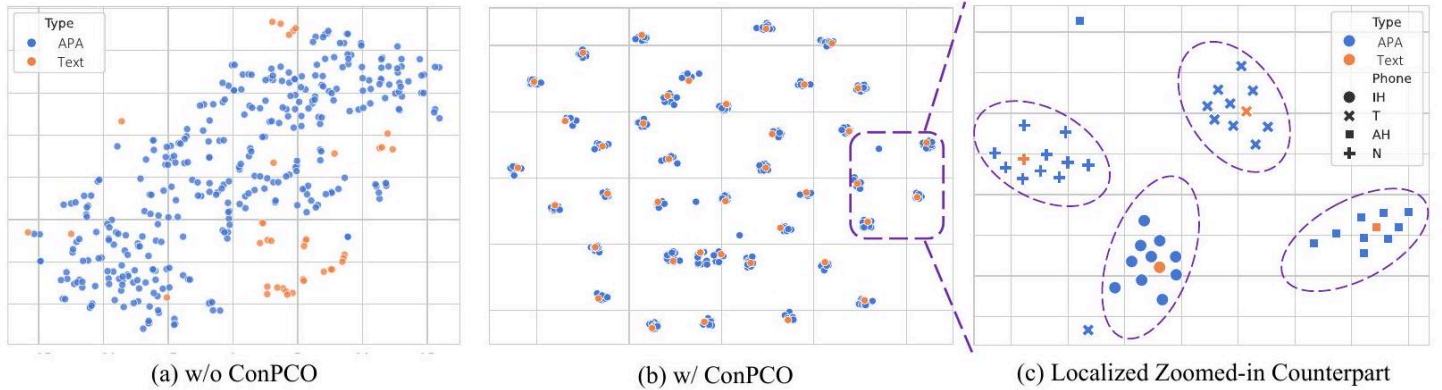 Type
APA
Text
(a) w/o ConPCO
(b) w/ ConPCO
Type
APA
Text
Phone
IH
T
AH
N
(c) Localized Zoomed-in Counterpart